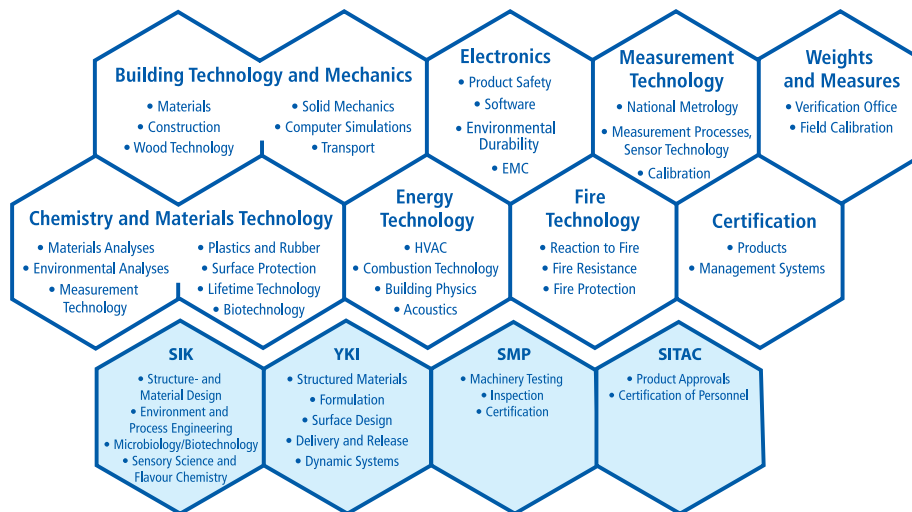 Building Technology and Mechanics
• Materials
• Construction
• Wood Technology
• Solid Mechanics
• Computer Simulations
• Transport
Electronics
• Product Safety
• Software
• Environmental
Durability
• EMC
Measurement
Technology
• National Metrology
• Measurement Processes,
Sensor Technology
• Calibration
Weights
and Measures
• Verification Office
• Field Calibration
Chemistry and Materials Technology
• Materials Analyses
• Environmental Analyses
• Measurement
Technology
• Plastics and Rubber
• Surface Protection
• Lifetime Technology
• Biotechnology
Energy
Technology
• HVAC
• Combustion Technology
• Building Physics
• Acoustics
Fire
Technology
• Reaction to Fire
• Fire Resistance
• Fire Protection
Certification
• Products
• Management Systems
SIK
• Structure- and
Material Design
• Environment and
Process Engineering
• Microbiology/Biotechnology
• Sensory Science and
Flavour Chemistry
YKI
• Structured Materials
• Formulation
• Surface Design
• Delivery and Release
• Dynamic Systems
SMP
• Machinery Testing
• Inspection
• Certification
SITAC
• Product Approvals
• Certification of Personnel